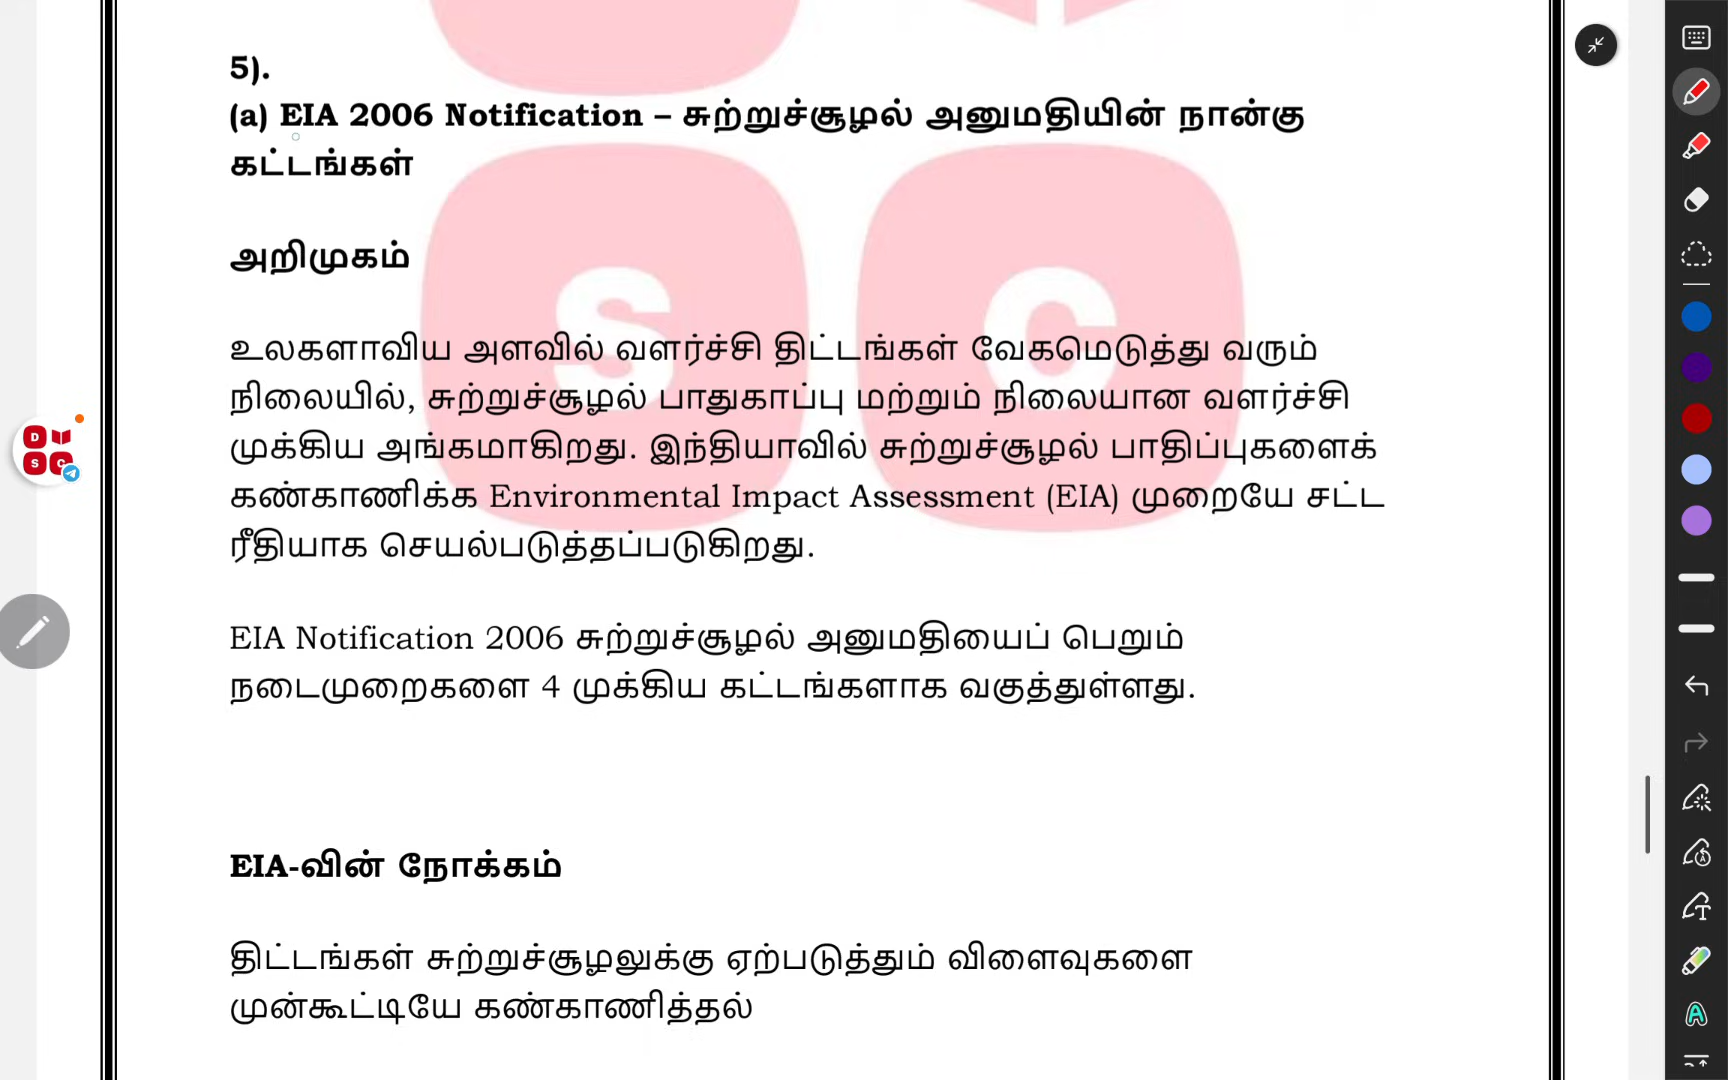 5).
(a) EIA 2006 Notification – சுற்றுச்சூழல் அனுமதியின் நான்கு
கட்டங்கள்
அறிமுகம்
உலகளாவிய அளவில் வளர்ச்சி திட்டங்கள் வேகமெடுத்து வரும்
நிலையில், சுற்றுச்சூழல் பாதுகாப்பு மற்றும் நிலையான வளர்ச்சி
முக்கிய அங்கமாகிறது. இந்தியாவில் சுற்றுச்சூழல் பாதிப்புகளைக்
கண்காணிக்க Environmental Impact Assessment (EIA) முறையே சட்ட
ரீதியாக செயல்படுத்தப்படுகிறது.
EIA Notification 2006 சுற்றுச்சூழல் அனுமதியைப் பெறும்
நடைமுறைகளை 4 முக்கிய கட்டங்களாக வகுத்துள்ளது.
EIA-வின் நோக்கம்
திட்டங்கள் சுற்றுச்சூழலுக்கு ஏற்படுத்தும் விளைவுகளை
முன்கூட்டியே கண்காணித்தல்
S C
D
S C